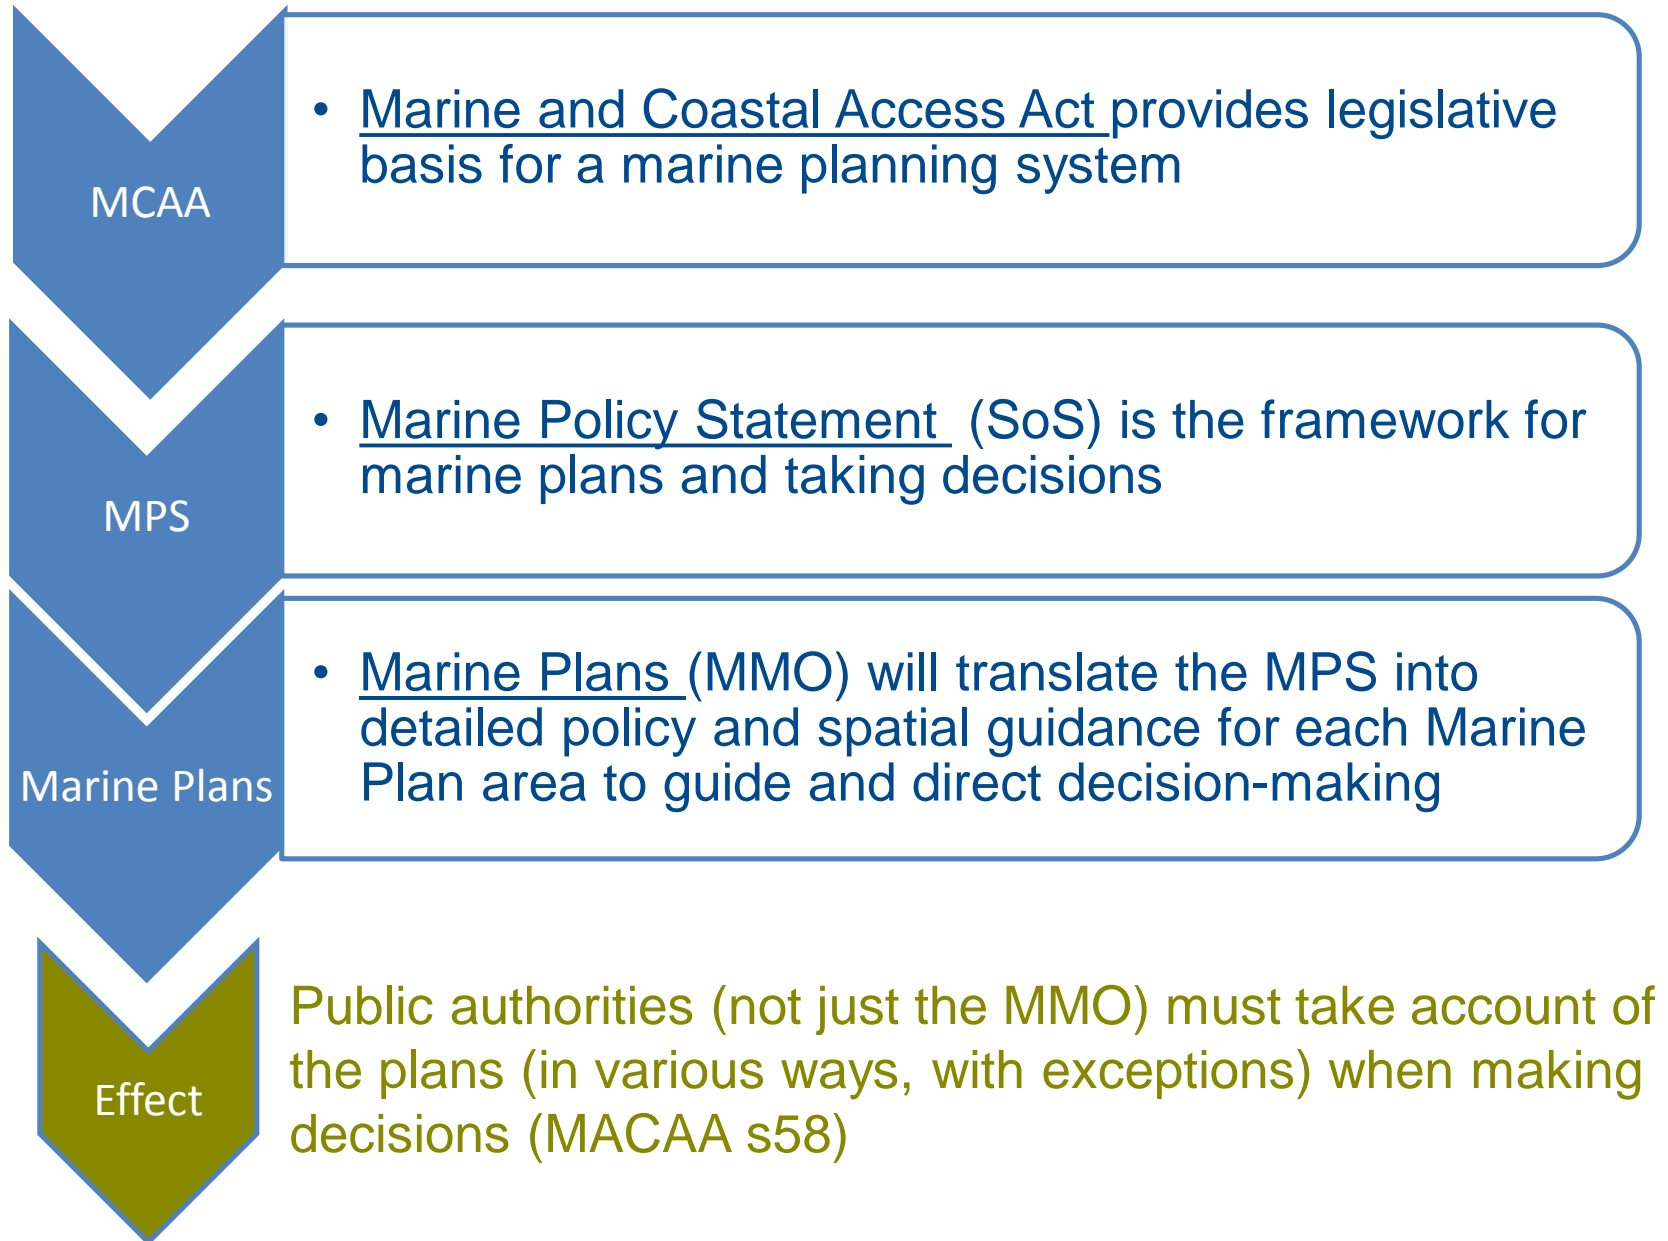 MCAA
• Marine and Coastal Access Act provides legislative
basis for a marine planning system
MPS
• Marine Policy Statement (SoS) is the framework for
marine plans and taking decisions
Marine Plans
• Marine Plans (MMO) will translate the MPS into
detailed policy and spatial guidance for each Marine
Plan area to guide and direct decision-making
Effect
Public authorities (not just the MMO) must take account of
the plans (in various ways, with exceptions) when making
decisions (MACAA s58)